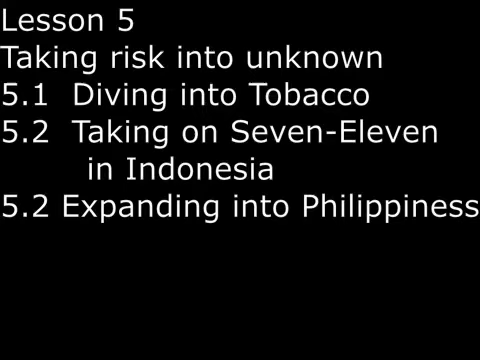 Lesson 5
Taking risk into unknown
5.1 Diving into Tobacco
5.2 Taking on Seven-Eleven
in Indonesia
5.2 Expanding into Philippiness